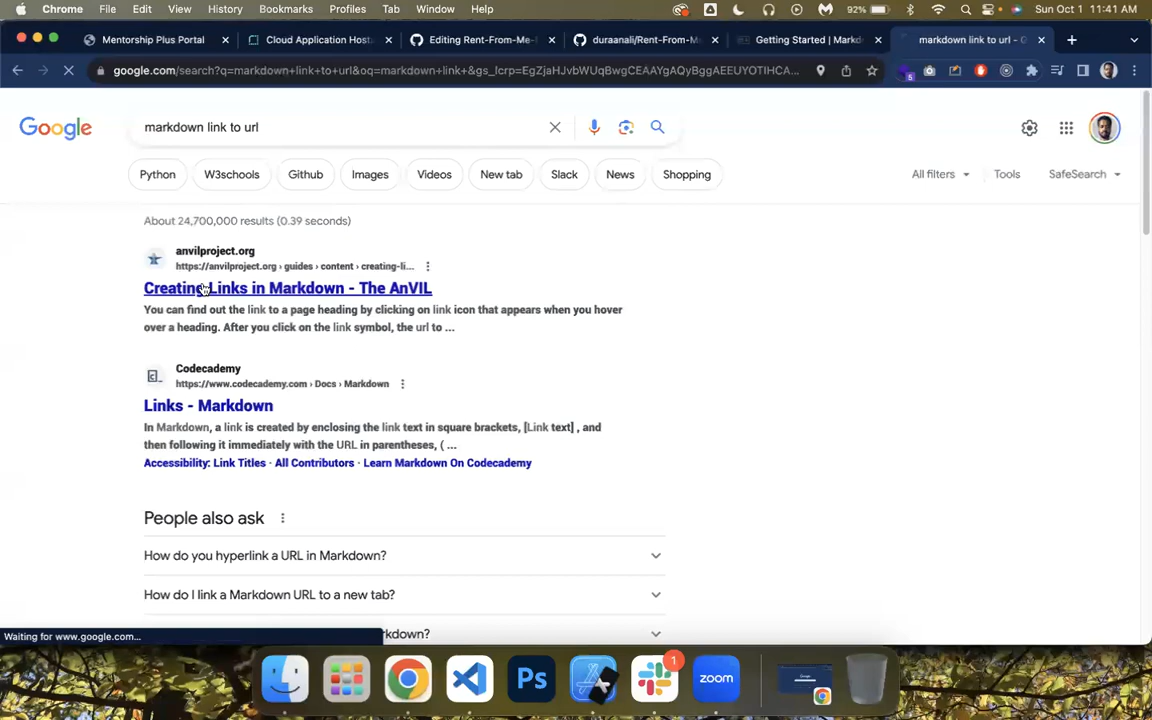 Chrome File Edit View History Bookmarks Profiles Tab Window Help 92% Sun Oct 1 11:41 AM
Mentorship Plus Portal Cloud Application Host Editing Rent-From-Me- duraanali/Rent-From-M Getting Started | Markd markdown link to url - G
google.com/search?q=markdown+link+to+url&oq=markdown+link+&gs_lcrp=EgZjaHJvbWUqBwgCEAAYgAQyBggAEEUYOTIHCA... 5
Google markdown link to url
Python W3schools Github Images Videos New tab Slack News Shopping All filters Tools SafeSearch
About 24,700,000 results (0.39 seconds)
anvilproject.org
https://anvilproject.org › guides › content › creating-li...
Creating Links in Markdown - The AnVIL
You can find out the link to a page heading by clicking on link icon that appears when you hover
over a heading. After you click on the link symbol, the url to ...
Codecademy
https://www.codecademy.com › Docs › Markdown
Links - Markdown
In Markdown, a link is created by enclosing the link text in square brackets, [Link text] , and
then following it immediately with the URL in parentheses, ( ...
Accessibility: Link Titles · All Contributors · Learn Markdown On Codecademy
People also ask
How do you hyperlink a URL in Markdown?
How do I link a Markdown URL to a new tab?
Waiting for www.google.com... rkdown?
Ps 1 zoom